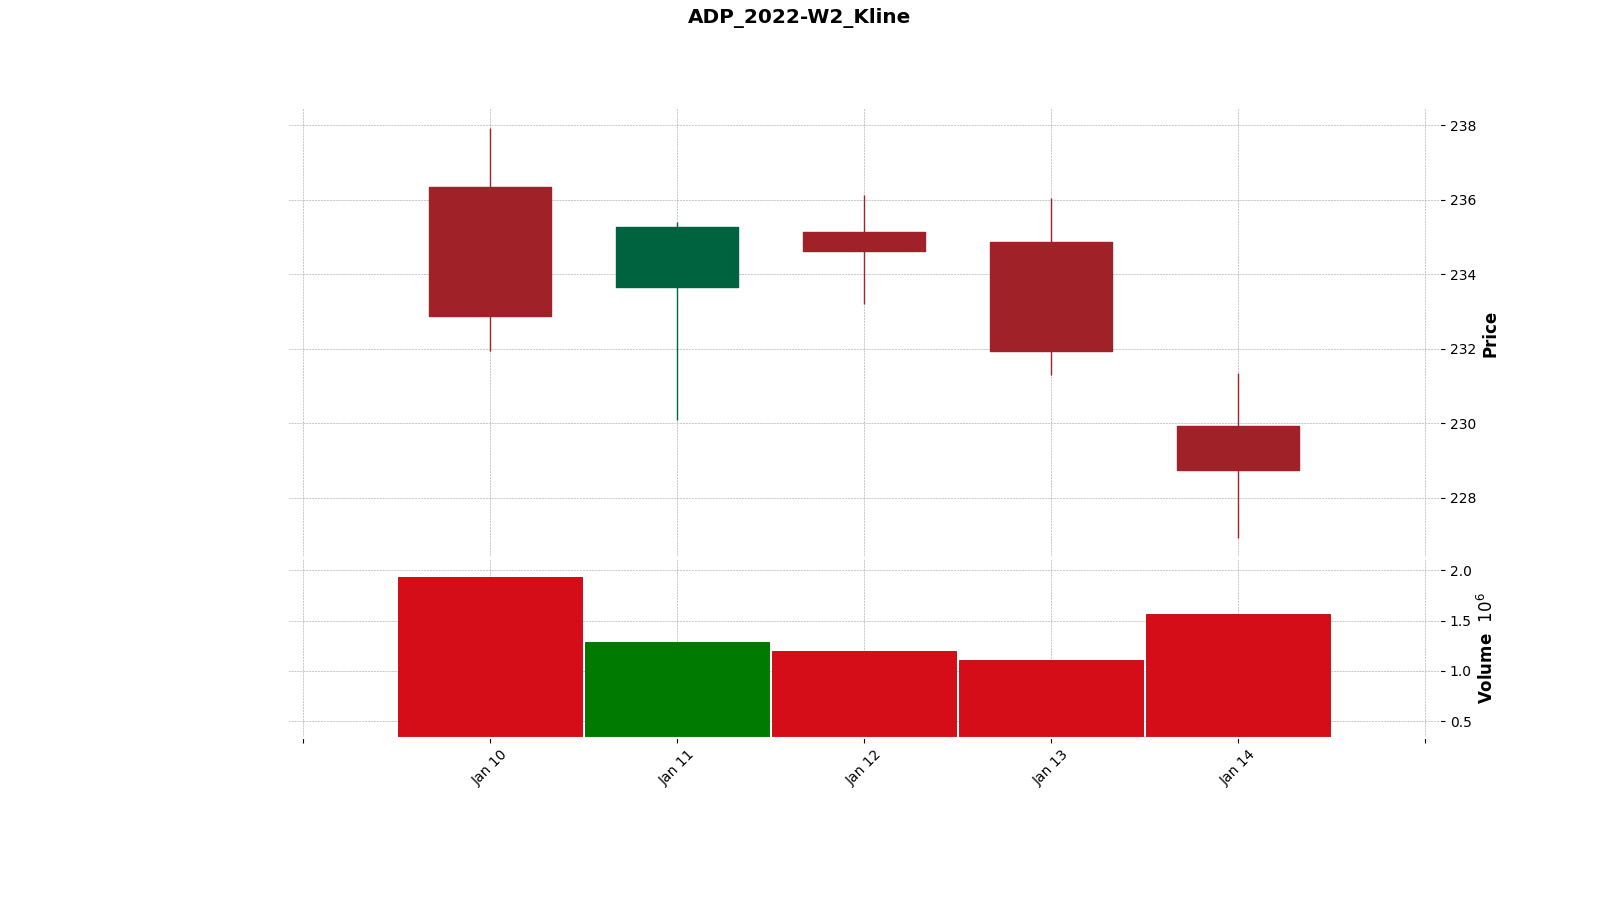 ADP_2022-W2_Kline
238
236
234
232
230
228
Price
2.0
1.5
1.0
0.5
Volume 10^6
Jan 10
Jan 11
Jan 12
Jan 13
Jan 14